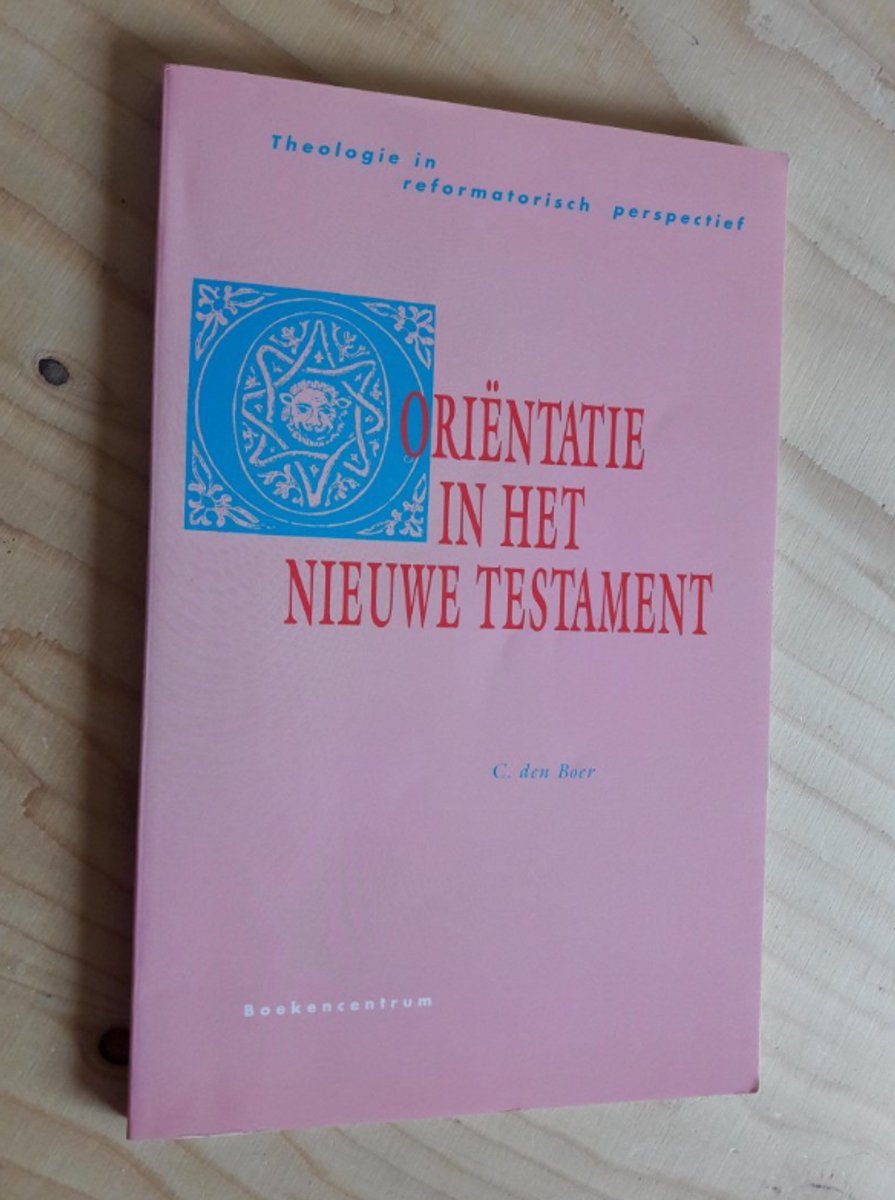 Theologie in
reformatorisch perspectief
ORIËNTATIE
IN HET
NIEUWE TESTAMENT
C. den Boer
Boekencentrum